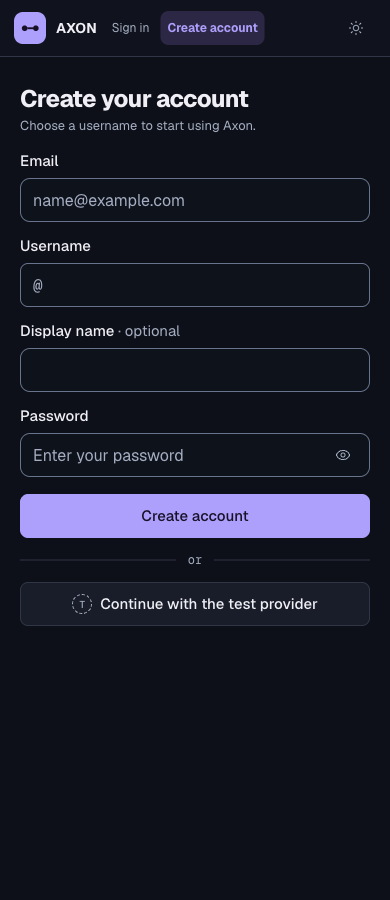 AXON Sign in Create account
Create your account
Choose a username to start using Axon.
Email
name@example.com
Username
@
Display name · optional
Password
Enter your password
Create account
or
T Continue with the test provider